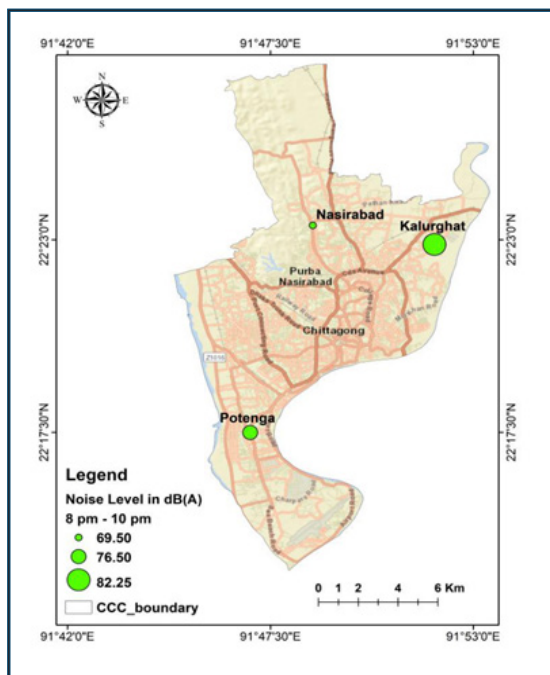 91°42'0"E 91°47'30"E 91°53'0"E
N
W E
S
Nasirabad
Kalurghat
22°23'0"N 22°23'0"N
Purba
Nasirabad
Chittagong
Potenga
22°17'30"N 22°17'30"N
Legend
Noise Level in dB(A)
8 pm - 10 pm
69.50
76.50
82.25
CCC_boundary
0 1 2 4 6 Km
91°42'0"E 91°47'30"E 91°53'0"E